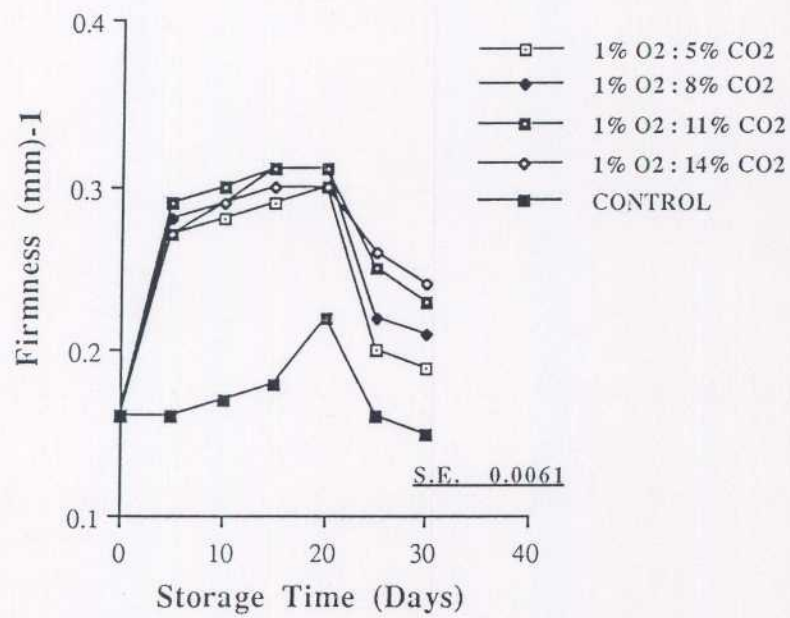 0.4
0.3
0.2
0.1
Firmness (mm)-1
0
10
20
30
40
Storage Time (Days)
1% O2 : 5% CO2
1% O2 : 8% CO2
1% O2 : 11% CO2
1% O2 : 14% CO2
CONTROL
S.E. 0.0061